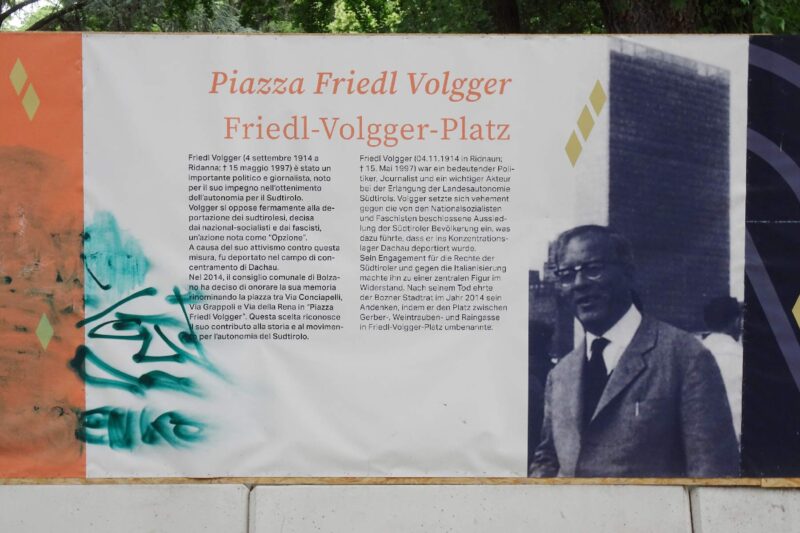 Piazza Friedl Volgger
Friedl-Volgger-Platz
Friedl Volgger (4 settembre 1914 a
Ridanna; † 15 maggio 1997) è stato un
importante politico e giornalista, noto
per il suo impegno nell'ottenimento
dell'autonomia per il Sudtirolo.
Volgger si oppose fermamente alla de-
portazione dei sudtirolesi, decisa
dai nazional-socialisti e dai fascisti,
un'azione nota come "Opzione".
A causa del suo attivismo contro questa
misura, fu deportato nel campo di con-
centramento di Dachau.
Nel 2014, il consiglio comunale di Bolza-
no ha deciso di onorare la sua memoria
rinominando la piazza tra Via Conciapelli,
Via Grappoli e Via della Rena in "Piazza
Friedl Volgger". Questa scelta riconosce
il suo contributo alla storia e al movimen-
to per l'autonomia del Sudtirolo.
Friedl Volgger (04.11.1914 in Ridnaun;
† 15. Mai 1997) war ein bedeutender Poli-
tiker, Journalist und ein wichtiger Akteur
bei der Erlangung der Landesautonomie
Südtirols. Volgger setzte sich vehement
gegen die von den Nationalsozialisten
und Faschisten beschlossene Aussied-
lung der Südtiroler Bevölkerung ein, was
dazu führte, dass er ins Konzentrations-
lager Dachau deportiert wurde.
Sein Engagement für die Rechte der
Südtiroler und gegen die Italianisierung
machte ihn zu einer zentralen Figur im
Widerstand. Nach seinem Tod ehrte
der Bozner Stadtrat im Jahr 2014 sein
Andenken, indem er den Platz zwischen
Gerber-, Weintrauben- und Raingasse
in Friedl-Volgger-Platz umbenannte.